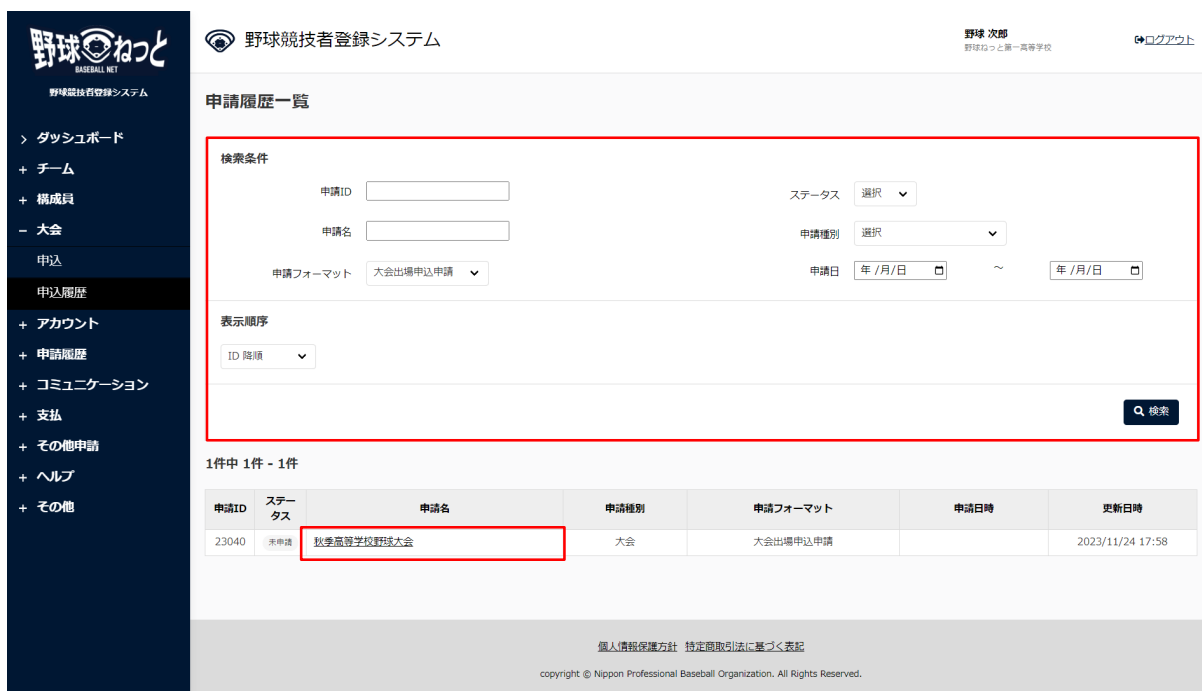 野球ねっと
BASEBALL NET
野球競技者登録システム
> ダッシュボード
+ チーム
+ 構成員
− 大会
申込
申込履歴
+ アカウント
+ 申請履歴
+ コミュニケーション
+ 支払
+ その他申請
+ ヘルプ
+ その他
野球競技者登録システム
野球 次郎
野球ねっと第一高等学校
ログアウト
申請履歴一覧
検索条件
申請ID
ステータス 選択
申請名
申請種別 選択
申請フォーマット 大会出場申込申請
申請日 年 /月/日 ~ 年 /月/日
表示順序
ID 降順
検索
1件中 1件 - 1件
申請ID ステータス 申請名 申請種別 申請フォーマット 申請日時 更新日時
23040 未申請 秋季高等学校野球大会 大会 大会出場申込申請 2023/11/24 17:58
個人情報保護方針 特定商取引法に基づく表記
copyright © Nippon Professional Baseball Organization. All Rights Reserved.